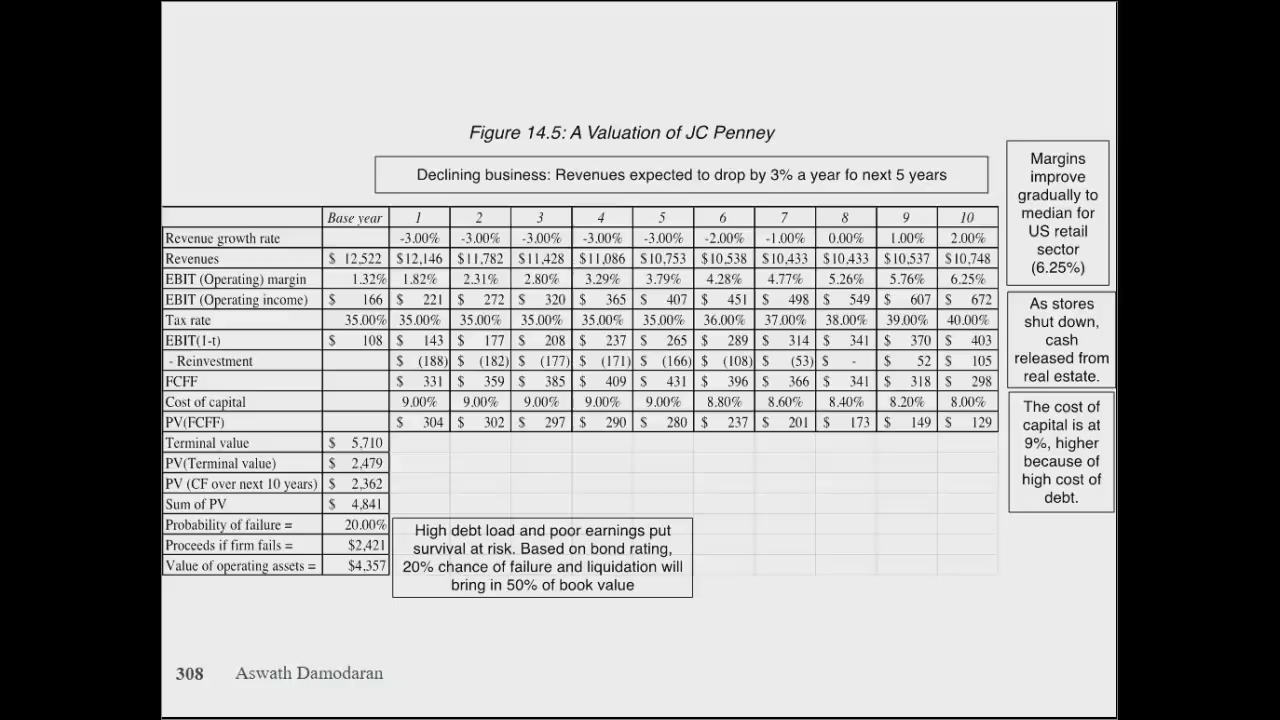 Figure 14.5: A Valuation of JC Penney
Declining business: Revenues expected to drop by 3% a year fo next 5 years
Margins
improve
gradually to
median for
US retail
sector
(6.25%)
Base year 1 2 3 4 5 6 7 8 9 10
Revenue growth rate -3.00% -3.00% -3.00% -3.00% -3.00% -2.00% -1.00% 0.00% 1.00% 2.00%
Revenues $ 12,522 $12,146 $11,782 $11,428 $11,086 $10,753 $10,538 $10,433 $10,433 $10,537 $10,748
EBIT (Operating) margin 1.32% 1.82% 2.31% 2.80% 3.29% 3.79% 4.28% 4.77% 5.26% 5.76% 6.25%
EBIT (Operating income) $ 166 $ 221 $ 272 $ 320 $ 365 $ 407 $ 451 $ 498 $ 549 $ 607 $ 672
Tax rate 35.00% 35.00% 35.00% 35.00% 35.00% 35.00% 36.00% 37.00% 38.00% 39.00% 40.00%
EBIT(1-t) $ 108 $ 143 $ 177 $ 208 $ 237 $ 265 $ 289 $ 314 $ 341 $ 370 $ 403
- Reinvestment $ (188) $ (182) $ (177) $ (171) $ (166) $ (108) $ (53) $ - $ 52 $ 105
FCFF $ 331 $ 359 $ 385 $ 409 $ 431 $ 396 $ 366 $ 341 $ 318 $ 298
Cost of capital 9.00% 9.00% 9.00% 9.00% 9.00% 8.80% 8.60% 8.40% 8.20% 8.00%
PV(FCFF) $ 304 $ 302 $ 297 $ 290 $ 280 $ 237 $ 201 $ 173 $ 149 $ 129
Terminal value $ 5,710
PV(Terminal value) $ 2,479
PV (CF over next 10 years) $ 2,362
Sum of PV $ 4,841
Probability of failure = 20.00%
Proceeds if firm fails = $2,421
Value of operating assets = $4,357
As stores
shut down,
cash
released from
real estate.
The cost of
capital is at
9%, higher
because of
high cost of
debt.
High debt load and poor earnings put
survival at risk. Based on bond rating,
20% chance of failure and liquidation will
bring in 50% of book value
308 Aswath Damodaran